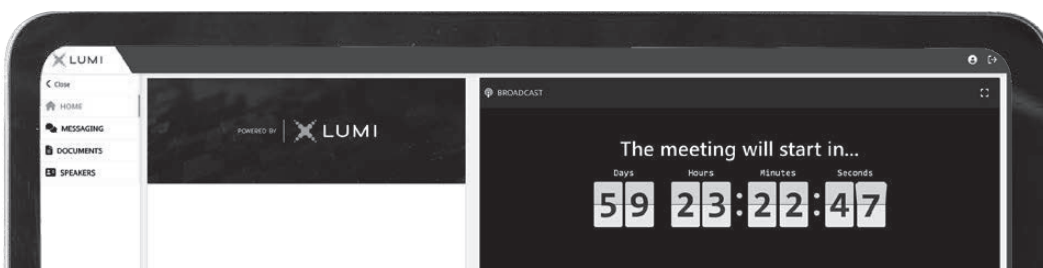 LUMI
Close
HOME
MESSAGING
DOCUMENTS
SPEAKERS
POWERED BY LUMI
BROADCAST
The meeting will start in...
Days Hours Minutes Seconds
59 23:22:47